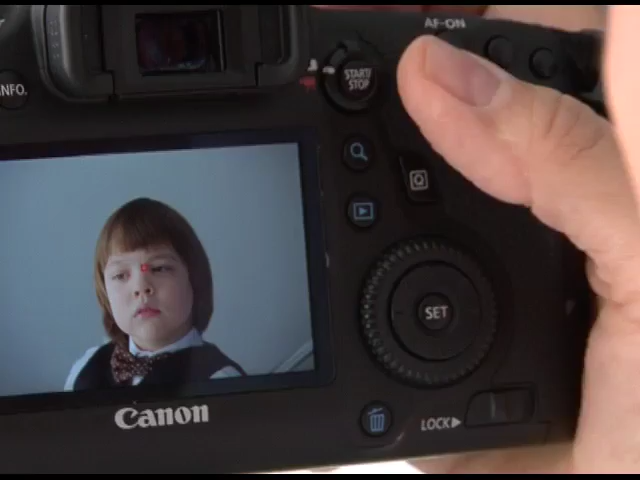 AF-ON
INFO.
START/
STOP
Q
SET
Canon
LOCK▶